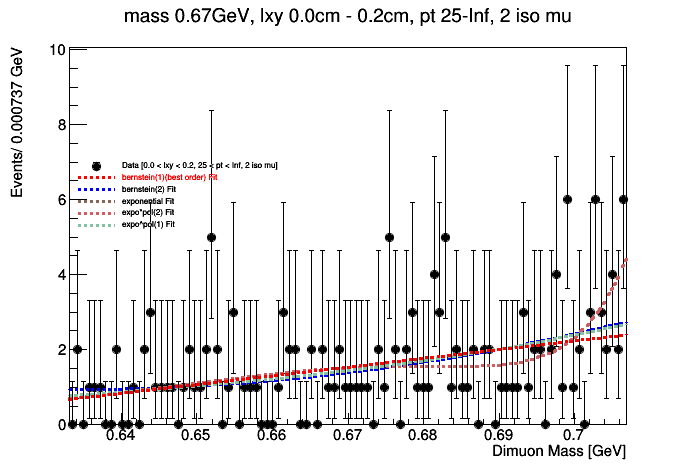 mass 0.67GeV, lxy 0.0cm - 0.2cm, pt 25-Inf, 2 iso mu
Events/ 0.000737 GeV
10
8
Data [0.0 < lxy < 0.2, 25 < pt < Inf, 2 iso mu]
bernstein(1)(best order) Fit
bernstein(2) Fit
exponential Fit
expo*pol(2) Fit
expo*pol(1) Fit
6
4
2
0
0.64 0.65 0.66 0.67 0.68 0.69 0.7
Dimuon Mass [GeV]